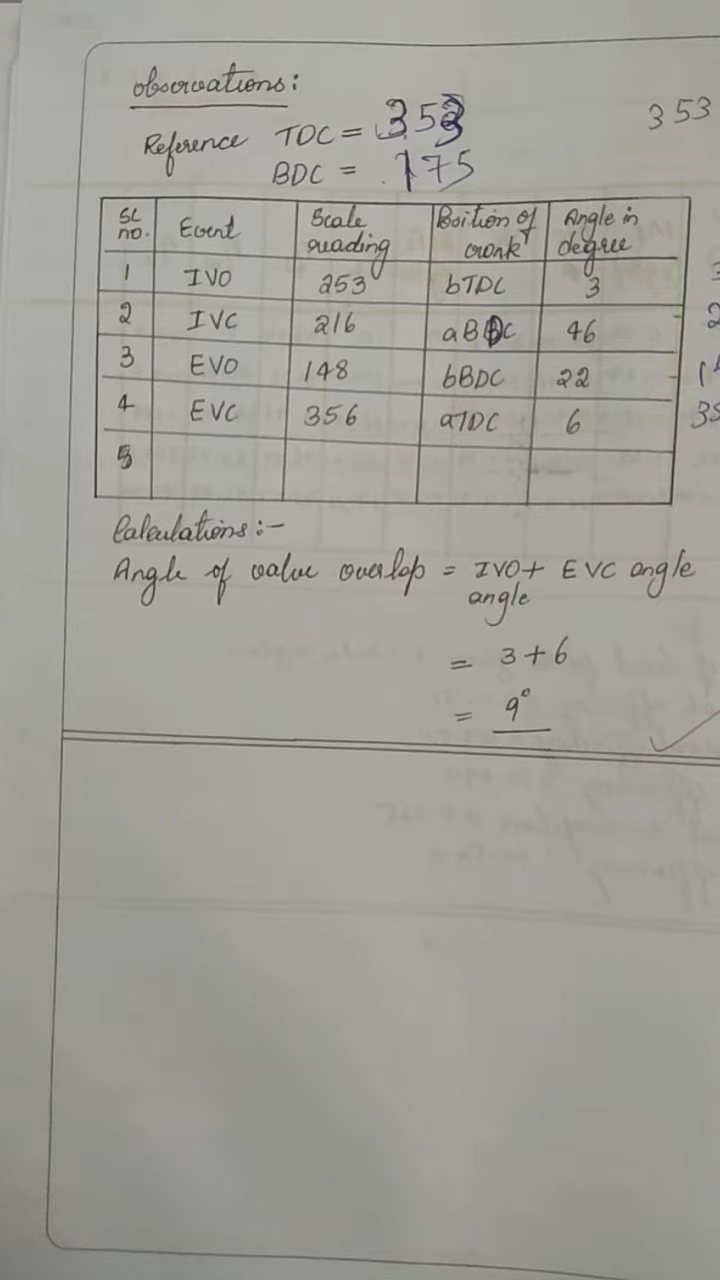 Observations:
353
Reference TDC = 353
BDC = 175
SL no. Event Scale reading Position of crank Angle in degree
1 IVO 253 bTDC 3
2 IVC 216 aBDC 46
3 EVO 148 bBDC 22
4 EVC 356 aTDC 6
5
Calculations:-
Angle of value overlap = IVO + EVC angle
angle
= 3+6
= 9°